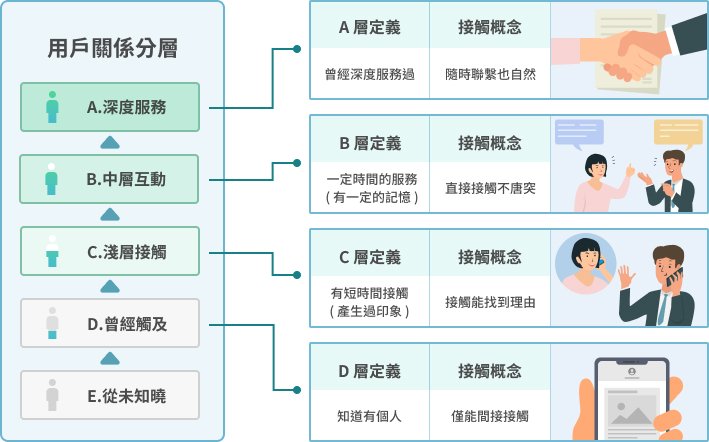 用戶關係分層
A.深度服務
B.中層互動
C.淺層接觸
D.曾經觸及
E.從未知曉
A 層定義
接觸概念
曾經深度服務過
隨時聯繫也自然
B 層定義
接觸概念
一定時間的服務
( 有一定的記憶 )
直接接觸不唐突
C 層定義
接觸概念
有短時間接觸
( 產生過印象 )
接觸能找到理由
D 層定義
接觸概念
知道有個人
僅能間接接觸